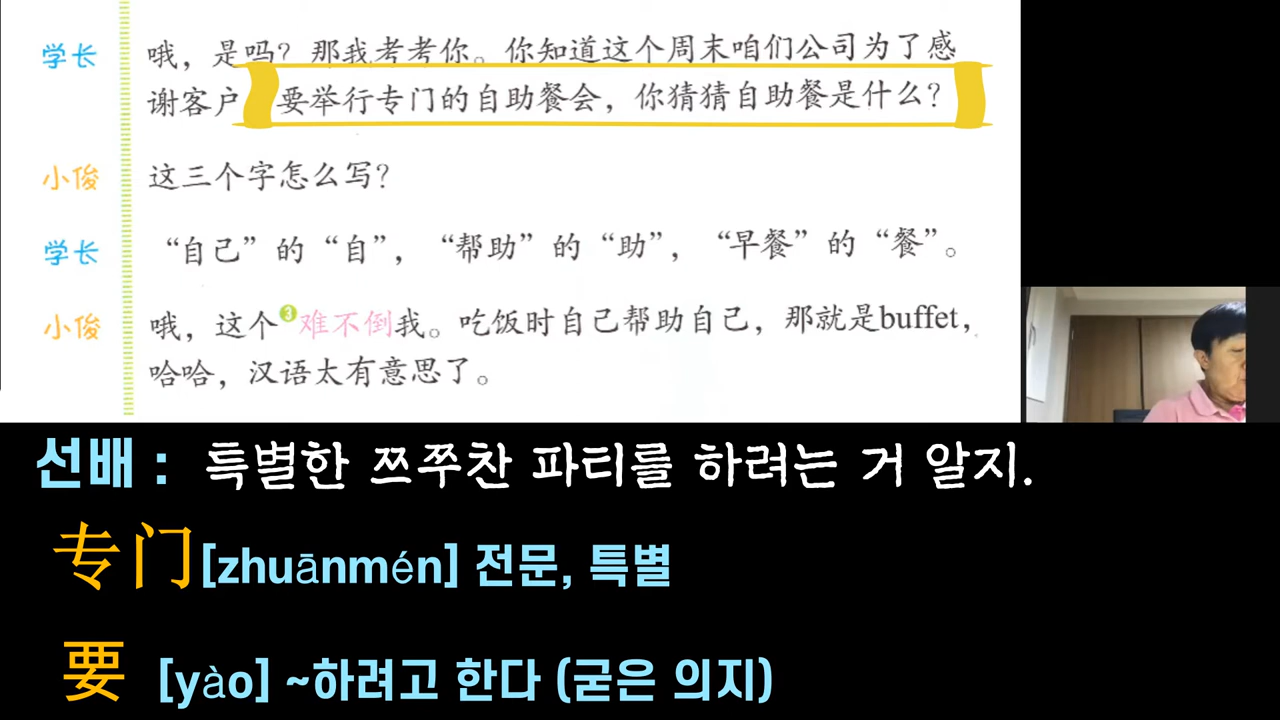 学长 哦，是吗？那我考考你。你知道这个周末咱们公司为了感
谢客户 要举行专门的自助餐会，你猜猜自助餐是什么？
小俊 这三个字怎么写？
学长 “自己”的“自”，“帮助”的“助”，“早餐”的“餐”。
小俊 哦，这个❸难不倒我。吃饭时自己帮助自己，那就是buffet，
哈哈，汉语太有意思了。
선배 : 특별한 쯔쭈찬 파티를 하려는 거 알지.
专门[zhuānmén] 전문, 특별
要 [yào] ~하려고 한다 (굳은 의지)